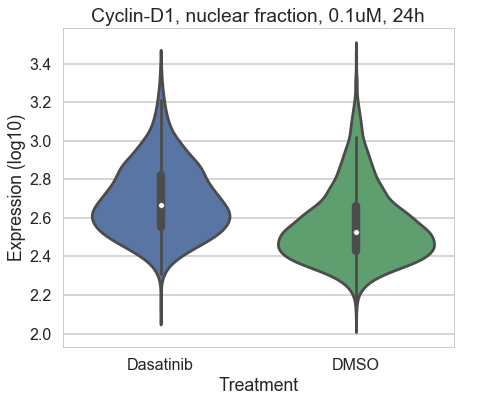 Cyclin-D1, nuclear fraction, 0.1uM, 24h
Expression (log10)
3.4
3.2
3.0
2.8
2.6
2.4
2.2
2.0
Dasatinib DMSO
Treatment